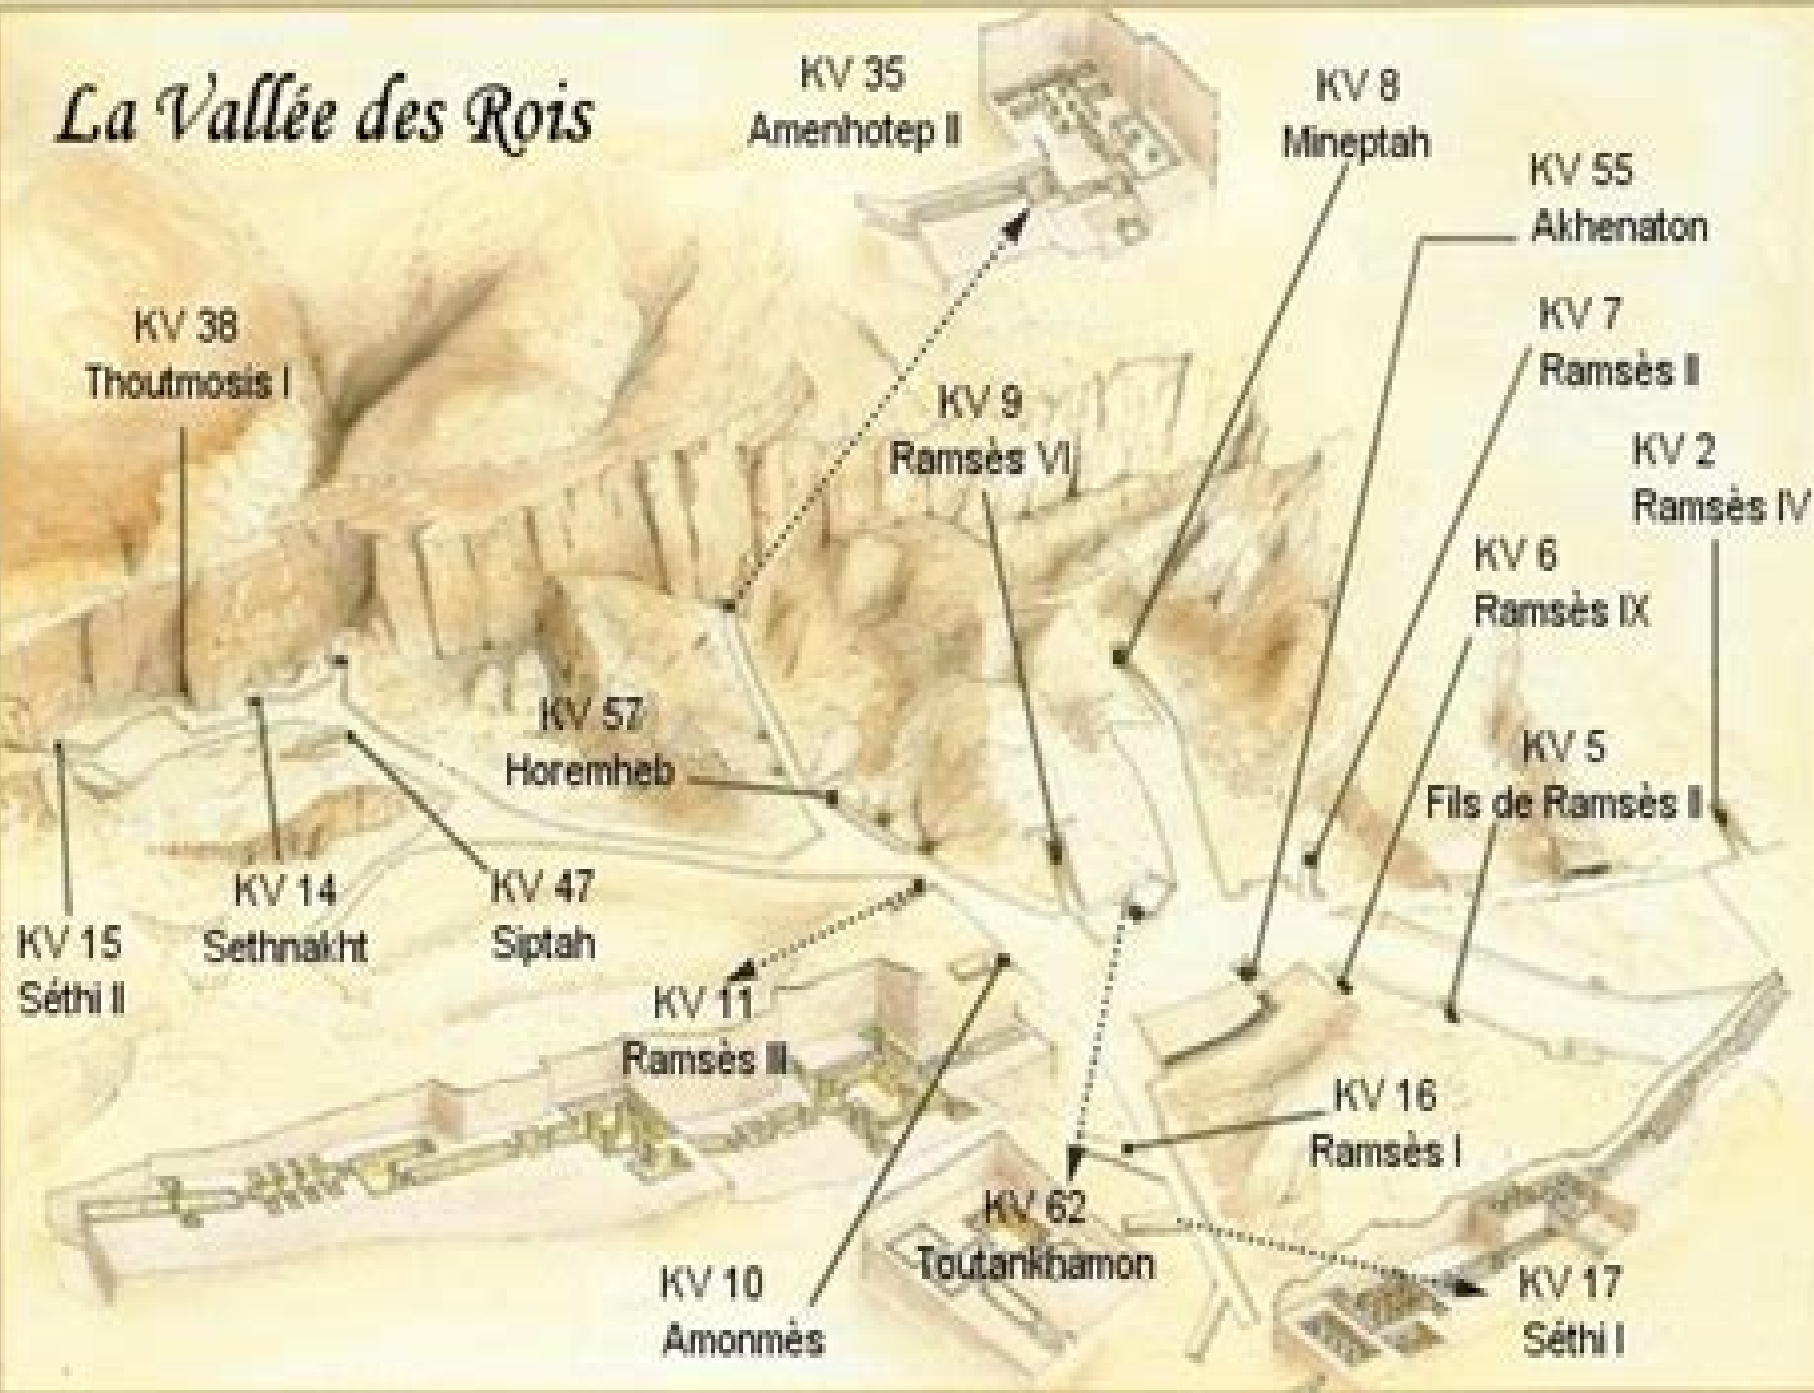 La Vallée des Rois
KV 35
Amenhotep II
KV 8
Mineptah
KV 55
Akhenaton
KV 38
Thoutmosis I
KV 7
Ramsès II
KV 9
Ramsès VI
KV 2
Ramsès IV
KV 6
Ramsès IX
KV 57
Horemheb
KV 5
Fils de Ramsès II
KV 15
Séthi II
KV 14
Sethnakht
KV 47
Siptah
KV 11
Ramsès III
KV 16
Ramsès I
KV 62
Toutankhamon
KV 10
Amonmès
KV 17
Séthi I